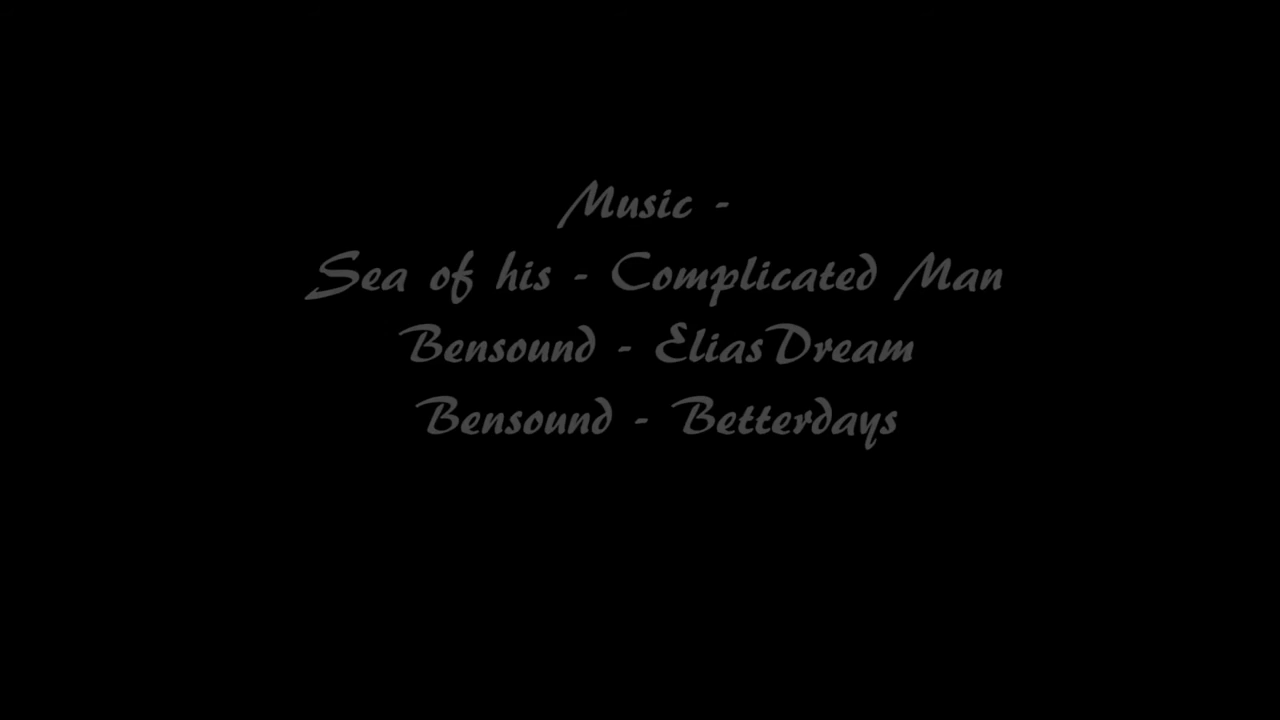 Music -
Sea of his - Complicated Man
Bensound - EliasDream
Bensound - Betterdays